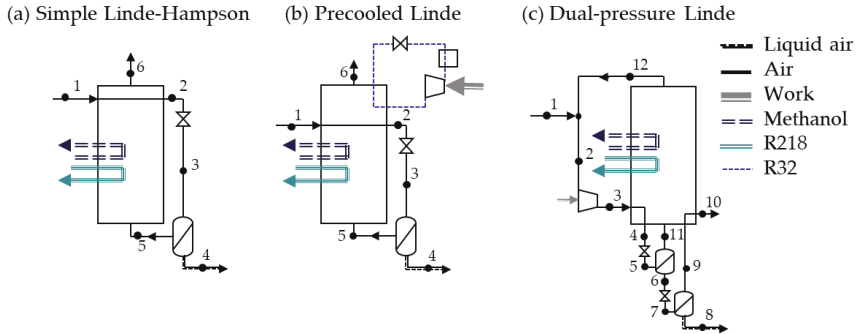 (a) Simple Linde-Hampson
(b) Precooled Linde
(c) Dual-pressure Linde
6
1
2
3
5
4
6
1
2
3
5
4
12
1
2
3
10
4
11
5
6
9
7
8
Liquid air
Air
Work
Methanol
R218
R32